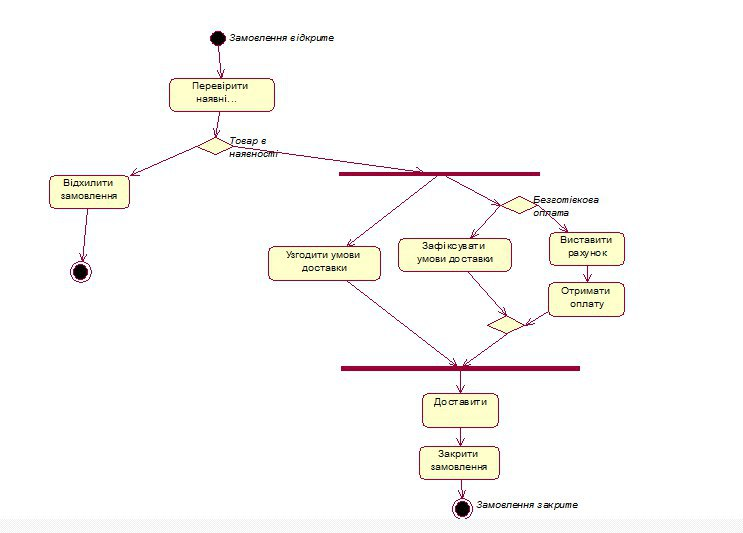 Замовлення відкрите
Перевірити
наявні...
Товар в
наявності
Відхилити
замовлення
Безготівкова
оплата
Узгодити умови
доставки
Зафіксувати
умови доставки
Виставити
рахунок
Отримати
оплату
Доставити
Закрити
замовлення
Замовлення закрите